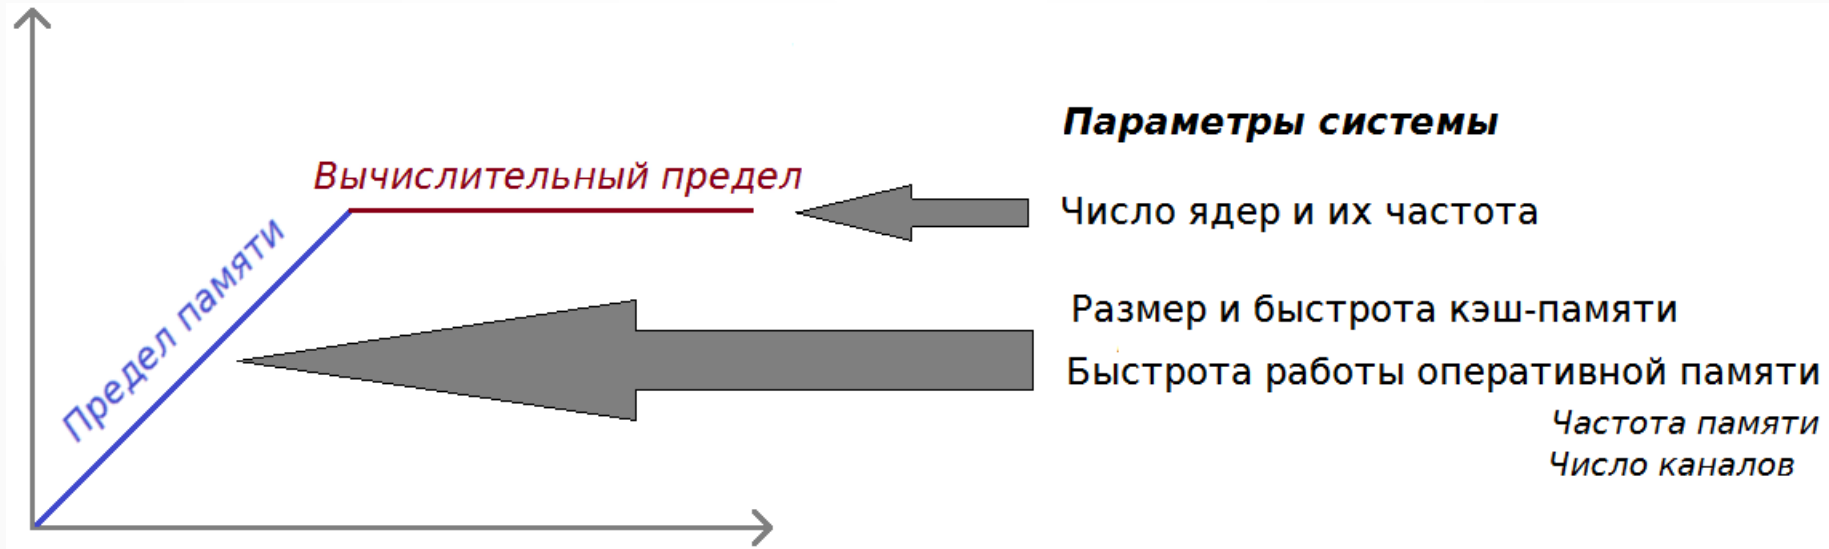 Параметры системы
Вычислительный предел
Число ядер и их частота
Предел памяти
Размер и быстрота кэш-памяти
Быстрота работы оперативной памяти
Частота памяти
Число каналов